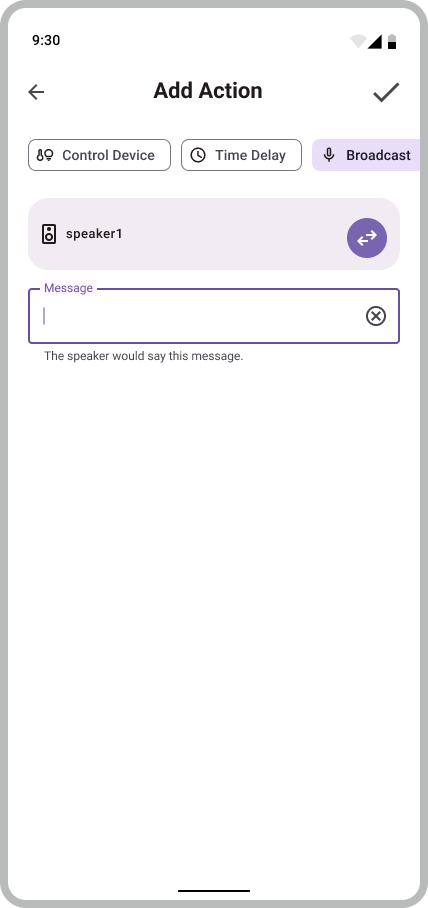 9:30
Add Action
Control Device
Time Delay
Broadcast
speaker1
Message
The speaker would say this message.